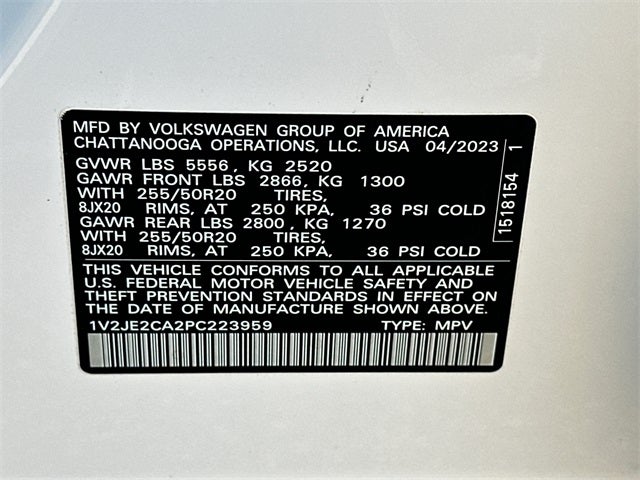 MFD BY VOLKSWAGEN GROUP OF AMERICA
CHATTANOOGA OPERATIONS, LLC. USA 04/2023
GVWR LBS 5556, KG 2520
GAWR FRONT LBS 2866, KG 1300
WITH 255/50R20 TIRES,
8JX20 RIMS, AT 250 KPA, 36 PSI COLD
GAWR REAR LBS 2800, KG 1270
WITH 255/50R20 TIRES,
8JX20 RIMS, AT 250 KPA, 36 PSI COLD
THIS VEHICLE CONFORMS TO ALL APPLICABLE
U.S. FEDERAL MOTOR VEHICLE SAFETY AND
THEFT PREVENTION STANDARDS IN EFFECT ON
THE DATE OF MANUFACTURE SHOWN ABOVE.
1V2JE2CA2PC223959 TYPE: MPV
1518154 1